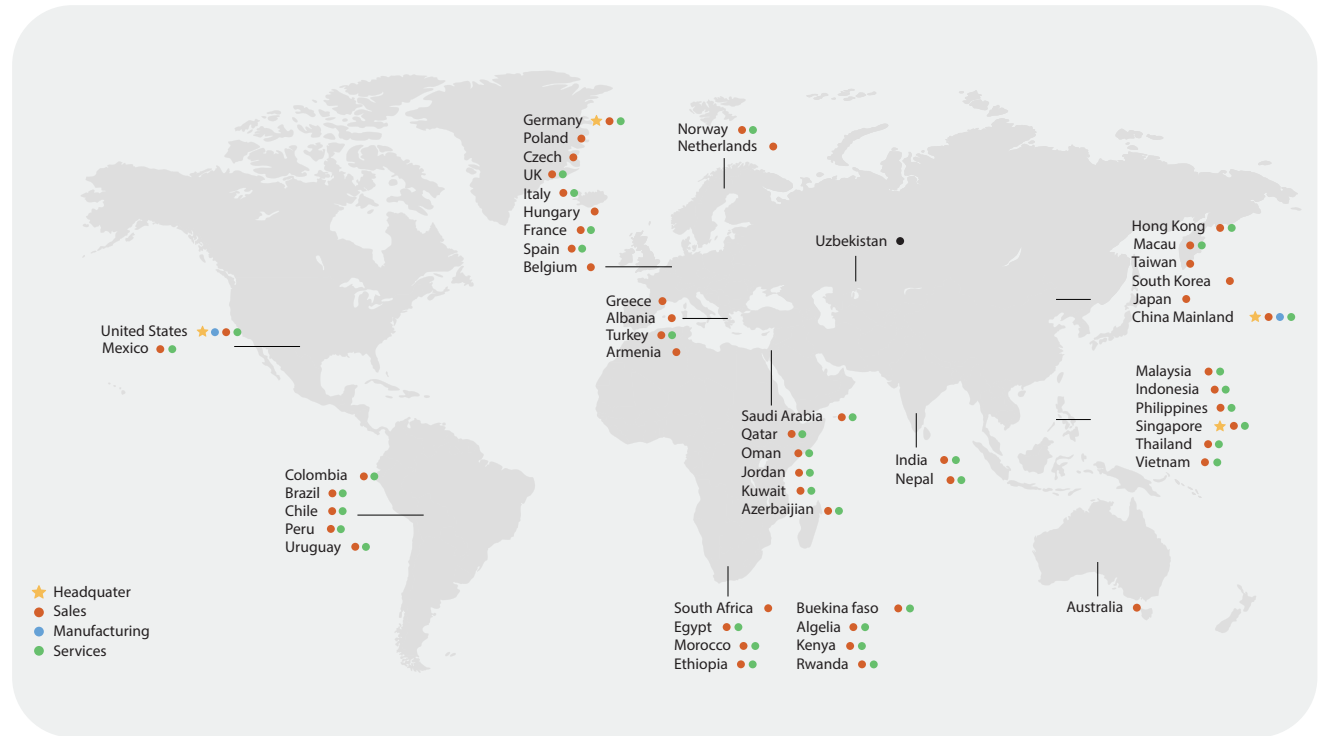 Germany
Poland
Czech
UK
Italy
Hungary
France
Spain
Belgium
Norway
Netherlands
Uzbekistan
Hong Kong
Macau
Taiwan
South Korea
Japan
China Mainland
Greece
Albania
Turkey
Armenia
United States
Mexico
Malaysia
Indonesia
Philippines
Singapore
Thailand
Vietnam
Saudi Arabia
Qatar
Oman
Jordan
Kuwait
Azerbaijian
India
Nepal
Colombia
Brazil
Chile
Peru
Uruguay
Headquater
Sales
Manufacturing
Services
South Africa
Egypt
Morocco
Ethiopia
Buekina faso
Algelia
Kenya
Rwanda
Australia